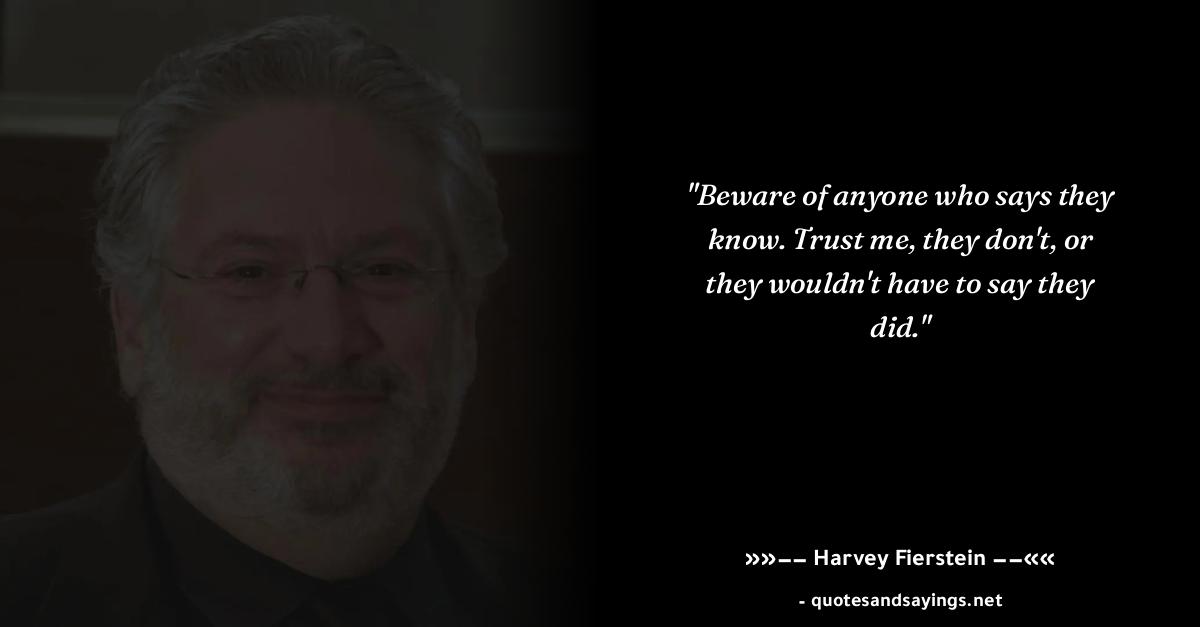 "Beware of anyone who says they
know. Trust me, they don't, or
they wouldn't have to say they
did."
»»–– Harvey Fierstein ––««
- quotesandsayings.net